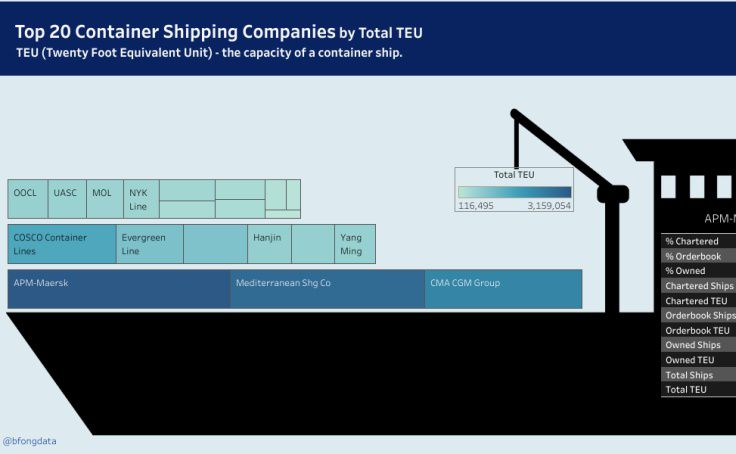 Top 20 Container Shipping Companies by Total TEU
TEU (Twenty Foot Equivalent Unit) - the capacity of a container ship.
Total TEU
116,495 3,159,054
OOCL
UASC
MOL
NYK
Line
COSCO Container
Lines
Evergreen
Line
Hanjin
Yang
Ming
APM-Maersk
Mediterranean Shg Co
CMA CGM Group
% Chartered
% Orderbook
% Owned
Chartered Ships
Chartered TEU
Orderbook Ships
Orderbook TEU
Owned Ships
Owned TEU
Total Ships
Total TEU
@bfongdata